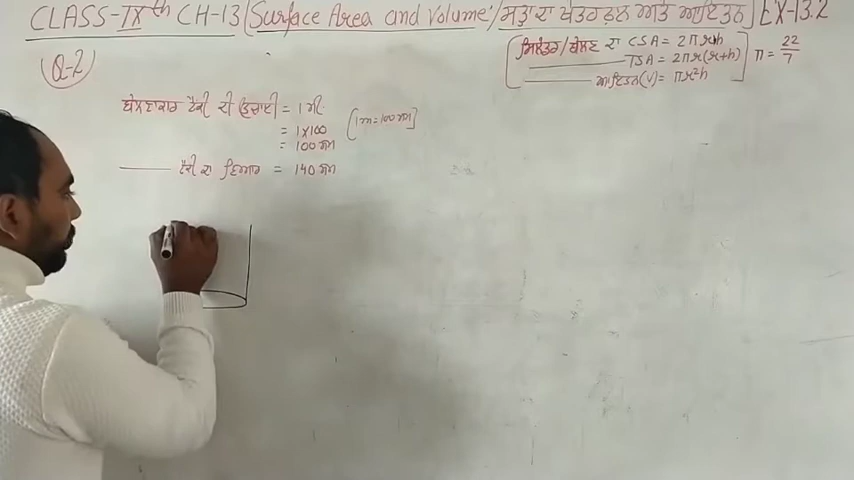 CLASS-IXth CH-13 [Surface Area and Volume/ਸਤ੍ਹਾ ਦਾ ਖੇਤਰਫਲ ਅਤੇ ਆਇਤਨ] EX-13.2
Q-2
ਸਿਲੰਡਰ/ਬੇਲਣ ਦਾ CSA = 2πrh
TSA = 2πr(r+h)
ਆਇਤਨ(V) = πr²h
π = 22/7
ਬੇਲਣਾਕਾਰ ਟੈਂਕੀ ਦੀ ਉਚਾਈ = 1 ਮੀ.
= 1×100 [1m = 100 ਸਮ]
= 100 ਸਮ
ਟੈਂਕੀ ਦਾ ਵਿਆਸ = 140 ਸਮ